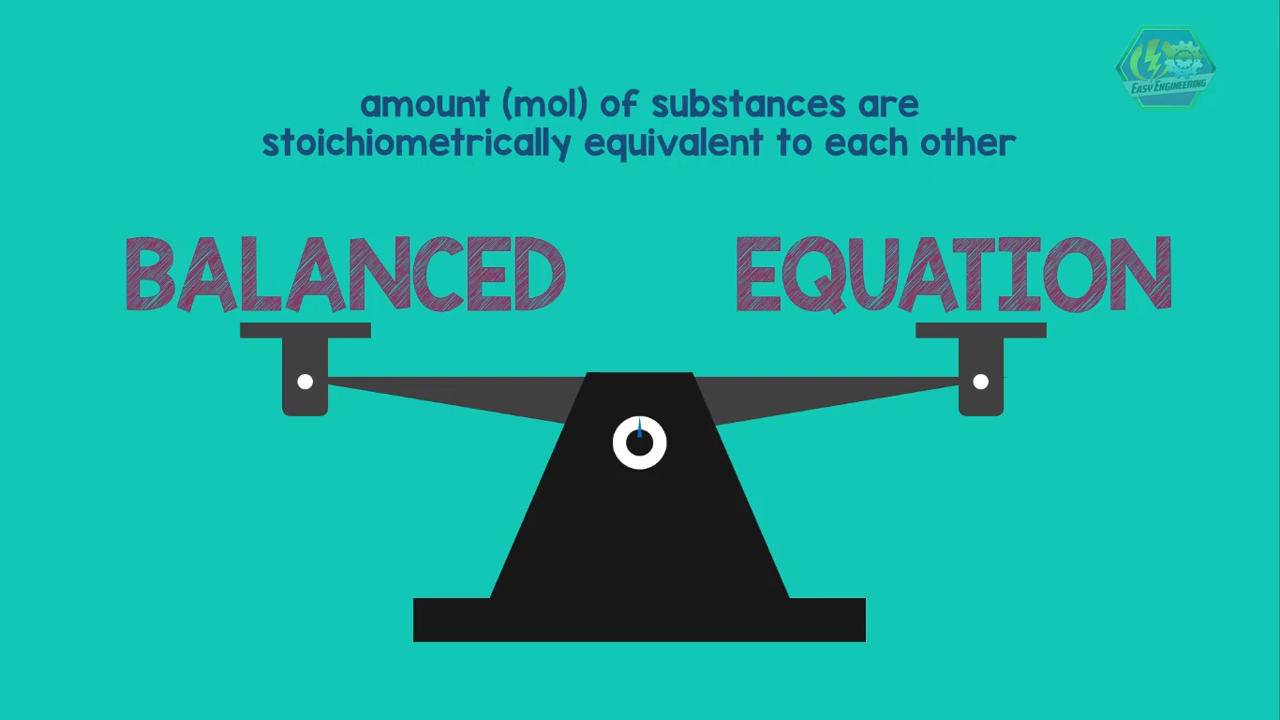 EASY ENGINEERING
amount (mol) of substances are
stoichiometrically equivalent to each other
BALANCED EQUATION